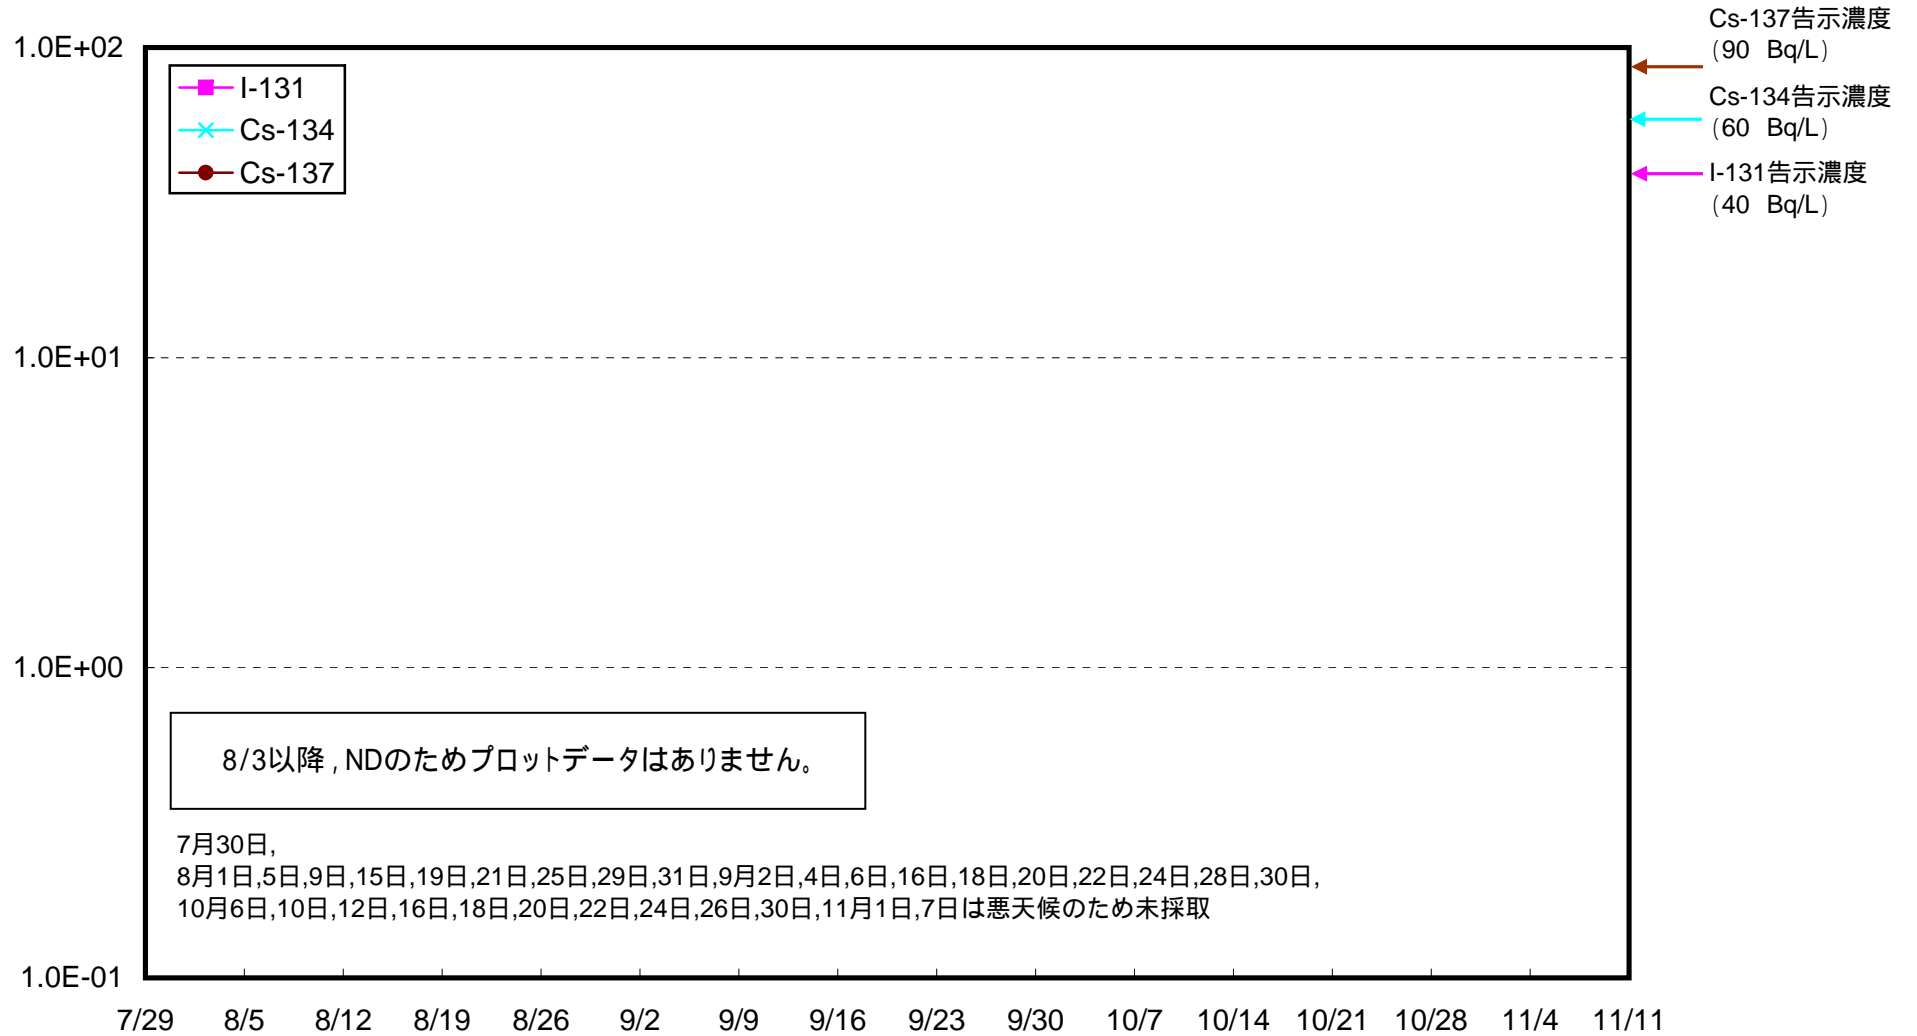 Cs-137告示濃度
(90 Bq/L)
1.0E+02
I-131
Cs-134
Cs-137
Cs-134告示濃度
(60 Bq/L)
I-131告示濃度
(40 Bq/L)
1.0E+01
1.0E+00
8/3以降,NDのためプロットデータはありません。
7月30日,
8月1日,5日,9日,15日,19日,21日,25日,29日,31日,9月2日,4日,6日,16日,18日,20日,22日,24日,28日,30日,
10月6日,10日,12日,16日,18日,20日,22日,24日,26日,30日,11月1日,7日は悪天候のため未採取
1.0E-01
7/29 8/5 8/12 8/19 8/26 9/2 9/9 9/16 9/23 9/30 10/7 10/14 10/21 10/28 11/4 11/11